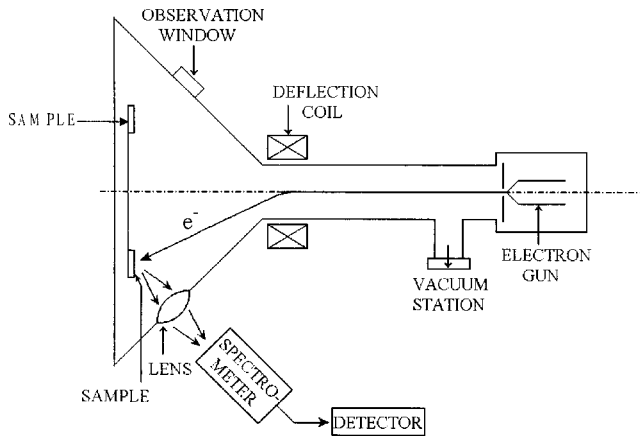 OBSERVATION
WINDOW
DEFLECTION
COIL
SAMPLE
e⁻
ELECTRON
GUN
VACUUM
STATION
LENS
SAMPLE
SPECTRO-
METER
DETECTOR